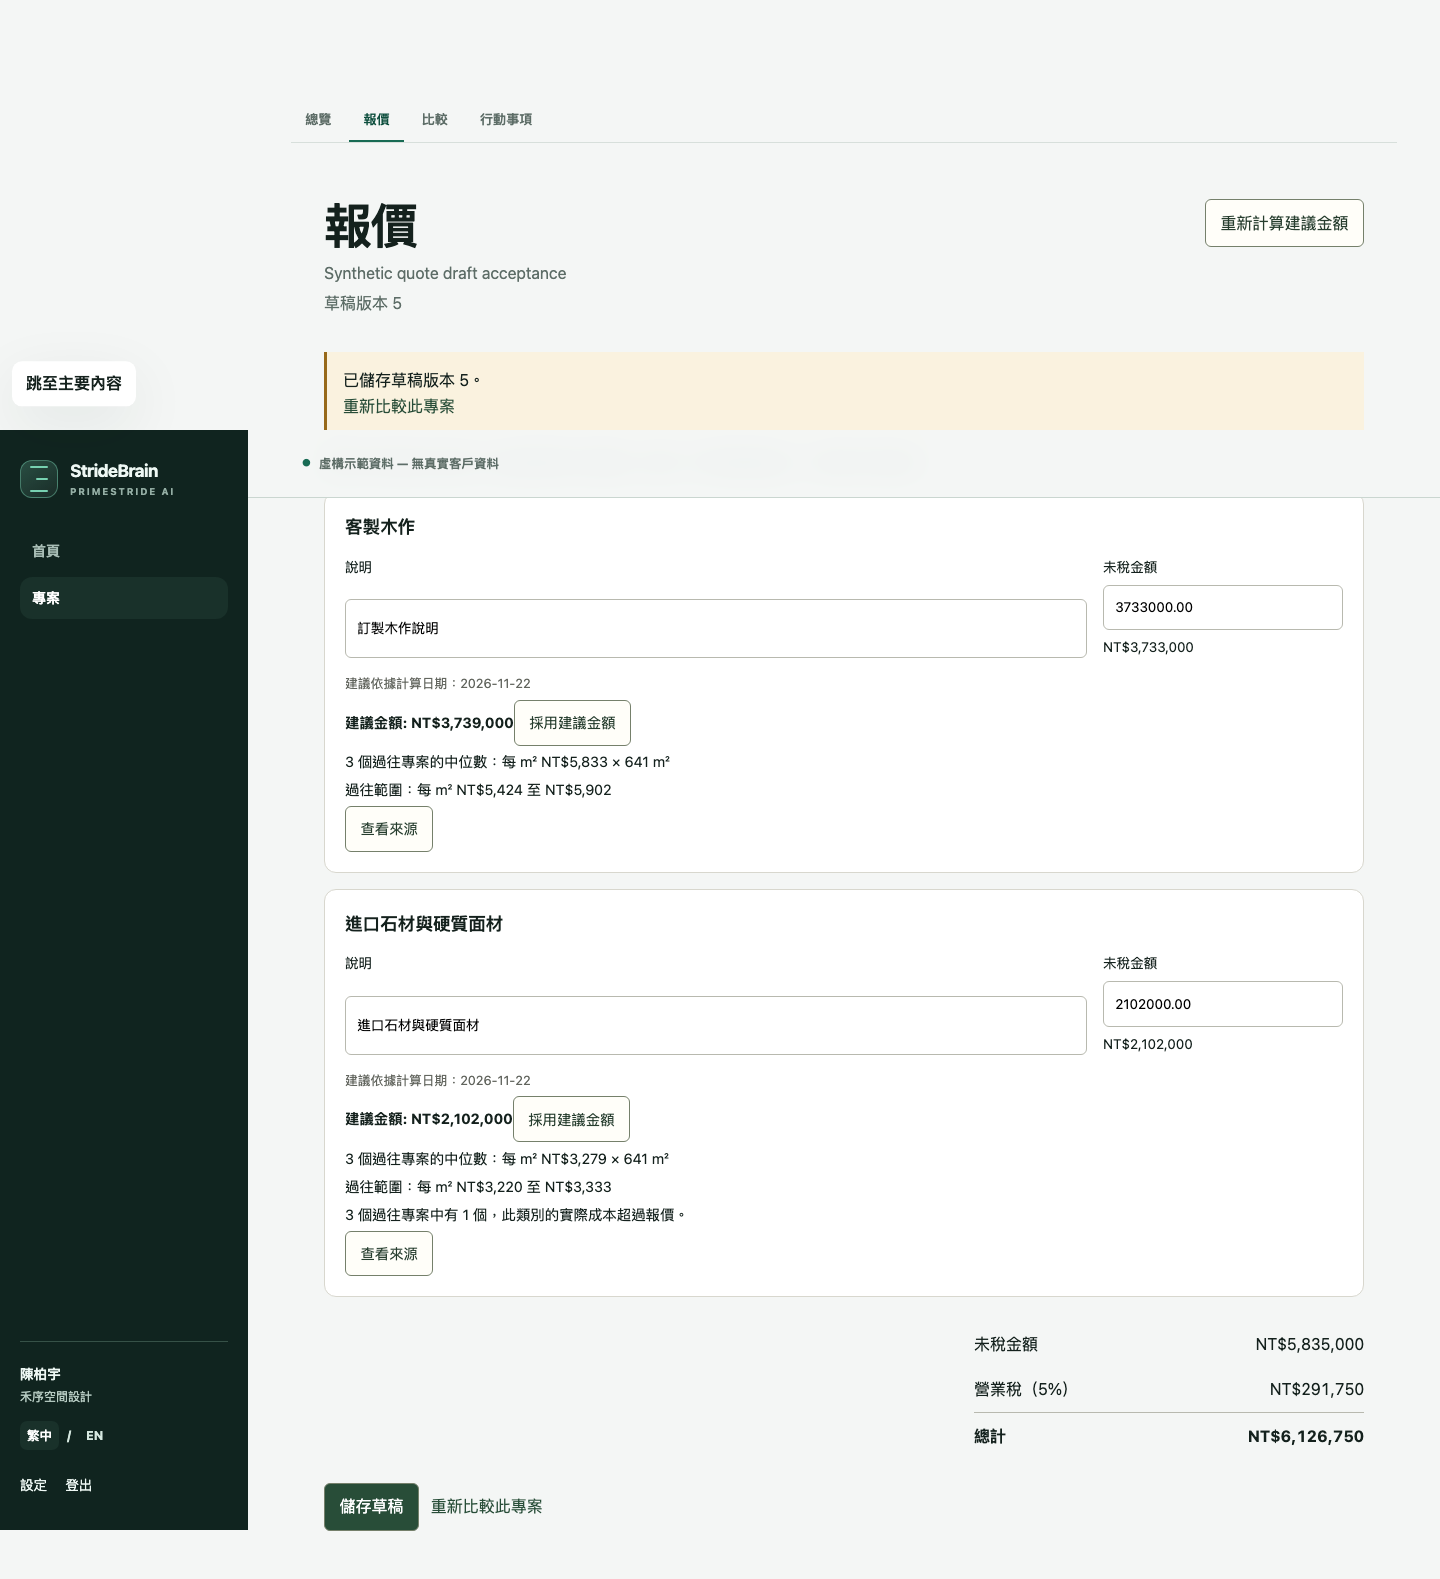 總覽
報價
比較
行動事項
報價
重新計算建議金額
Synthetic quote draft acceptance
草稿版本 5
已儲存草稿版本 5。
重新比較此專案
跳至主要內容
StrideBrain
PRIMESTRIDE AI
首頁
專案
陳柏宇
禾序空間設計
繁中 / EN
設定 登出
虛構示範資料 — 無真實客戶資料
客製木作
說明
未稅金額
訂製木作說明
3733000.00
NT$3,733,000
建議依據計算日期：2026-11-22
建議金額: NT$3,739,000
採用建議金額
3 個過往專案的中位數：每 m² NT$5,833 × 641 m²
過往範圍：每 m² NT$5,424 至 NT$5,902
查看來源
進口石材與硬質面材
說明
未稅金額
進口石材與硬質面材
2102000.00
NT$2,102,000
建議依據計算日期：2026-11-22
建議金額: NT$2,102,000
採用建議金額
3 個過往專案的中位數：每 m² NT$3,279 × 641 m²
過往範圍：每 m² NT$3,220 至 NT$3,333
3 個過往專案中有 1 個，此類別的實際成本超過報價。
查看來源
未稅金額 NT$5,835,000
營業稅（5%） NT$291,750
總計 NT$6,126,750
儲存草稿
重新比較此專案